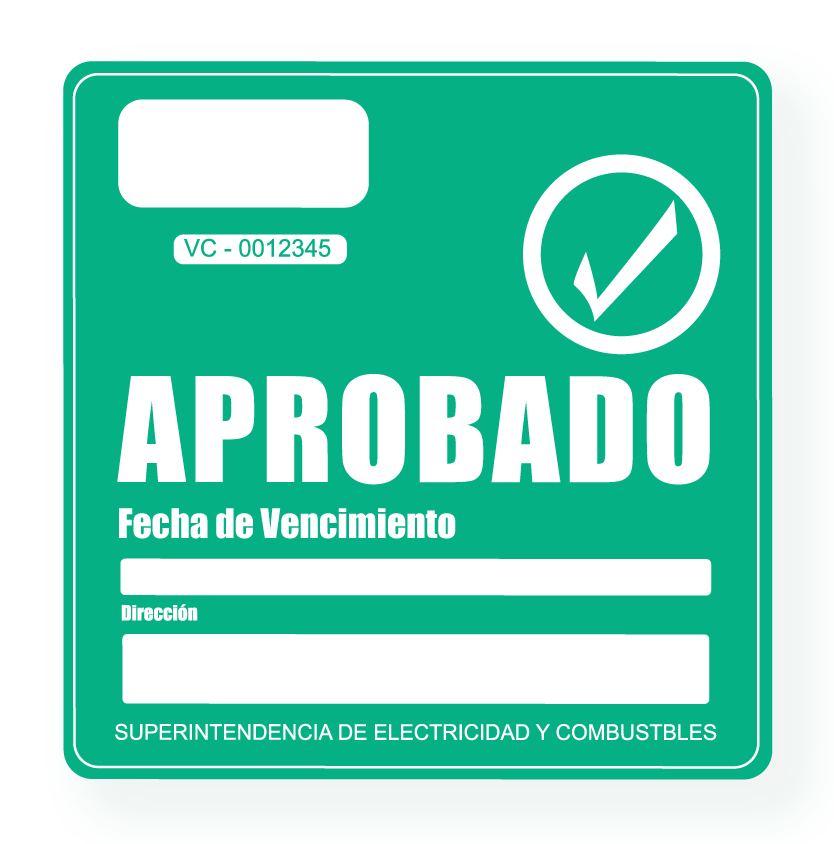 VC - 0012345
APROBADO
Fecha de Vencimiento
Dirección
SUPERINTENDENCIA DE ELECTRICIDAD Y COMBUSTBLES